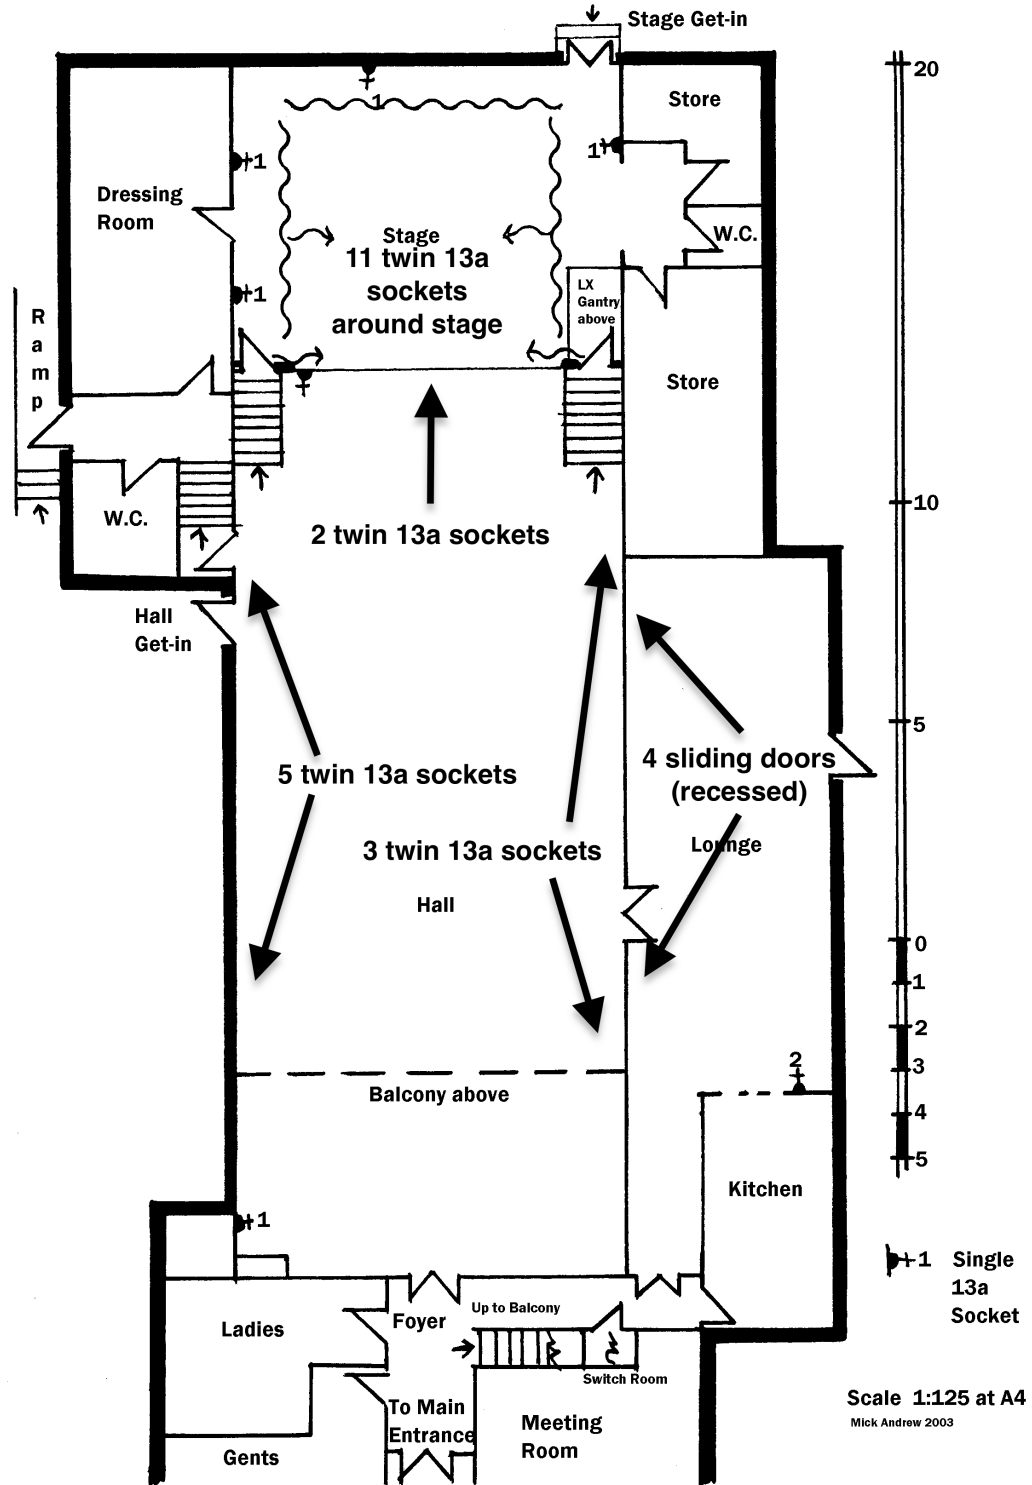 Stage Get-in
20
Store
1
1
1
Dressing
Room
W.C.
Stage
11 twin 13a
sockets
around stage
1
LX
Gantry
above
Ramp
Store
10
W.C.
2 twin 13a sockets
Hall
Get-in
5
4 sliding doors
(recessed)
5 twin 13a sockets
Lounge
3 twin 13a sockets
Hall
0
1
2
3
4
5
2
Balcony above
Kitchen
1
1 Single
13a
Socket
Up to Balcony
Foyer
Ladies
Switch Room
Scale 1:125 at A4
Mick Andrew 2003
To Main
Entrance
Meeting
Room
Gents